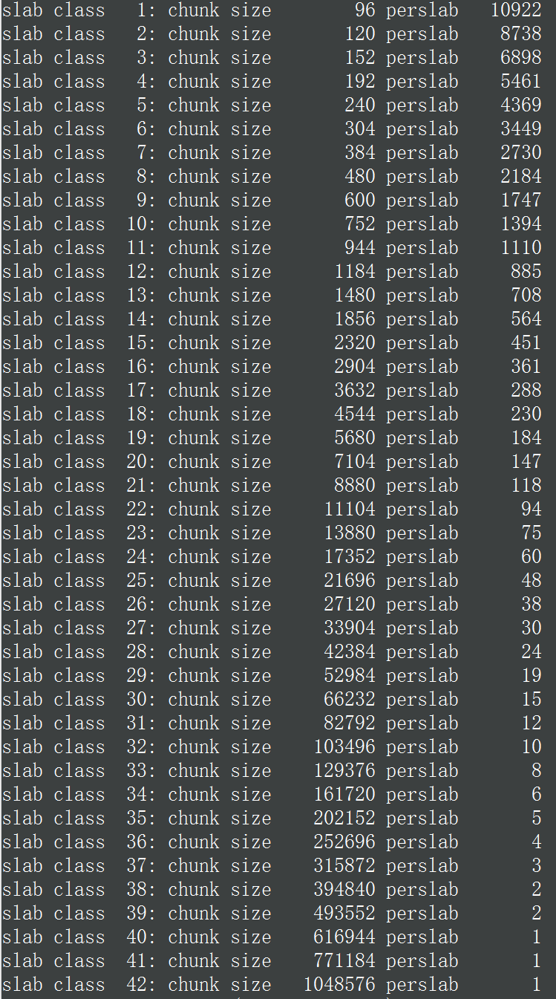 slab class   1: chunk size        96 perslab   10922
slab class   2: chunk size       120 perslab    8738
slab class   3: chunk size       152 perslab    6898
slab class   4: chunk size       192 perslab    5461
slab class   5: chunk size       240 perslab    4369
slab class   6: chunk size       304 perslab    3449
slab class   7: chunk size       384 perslab    2730
slab class   8: chunk size       480 perslab    2184
slab class   9: chunk size       600 perslab    1747
slab class  10: chunk size       752 perslab    1394
slab class  11: chunk size       944 perslab    1110
slab class  12: chunk size      1184 perslab     885
slab class  13: chunk size      1480 perslab     708
slab class  14: chunk size      1856 perslab     564
slab class  15: chunk size      2320 perslab     451
slab class  16: chunk size      2904 perslab     361
slab class  17: chunk size      3632 perslab     288
slab class  18: chunk size      4544 perslab     230
slab class  19: chunk size      5680 perslab     184
slab class  20: chunk size      7104 perslab     147
slab class  21: chunk size      8880 perslab     118
slab class  22: chunk size     11104 perslab      94
slab class  23: chunk size     13880 perslab      75
slab class  24: chunk size     17352 perslab      60
slab class  25: chunk size     21696 perslab      48
slab class  26: chunk size     27120 perslab      38
slab class  27: chunk size     33904 perslab      30
slab class  28: chunk size     42384 perslab      24
slab class  29: chunk size     52984 perslab      19
slab class  30: chunk size     66232 perslab      15
slab class  31: chunk size     82792 perslab      12
slab class  32: chunk size    103496 perslab      10
slab class  33: chunk size    129376 perslab       8
slab class  34: chunk size    161720 perslab       6
slab class  35: chunk size    202152 perslab       5
slab class  36: chunk size    252696 perslab       4
slab class  37: chunk size    315872 perslab       3
slab class  38: chunk size    394840 perslab       2
slab class  39: chunk size    493552 perslab       2
slab class  40: chunk size    616944 perslab       1
slab class  41: chunk size    771184 perslab       1
slab class  42: chunk size   1048576 perslab       1